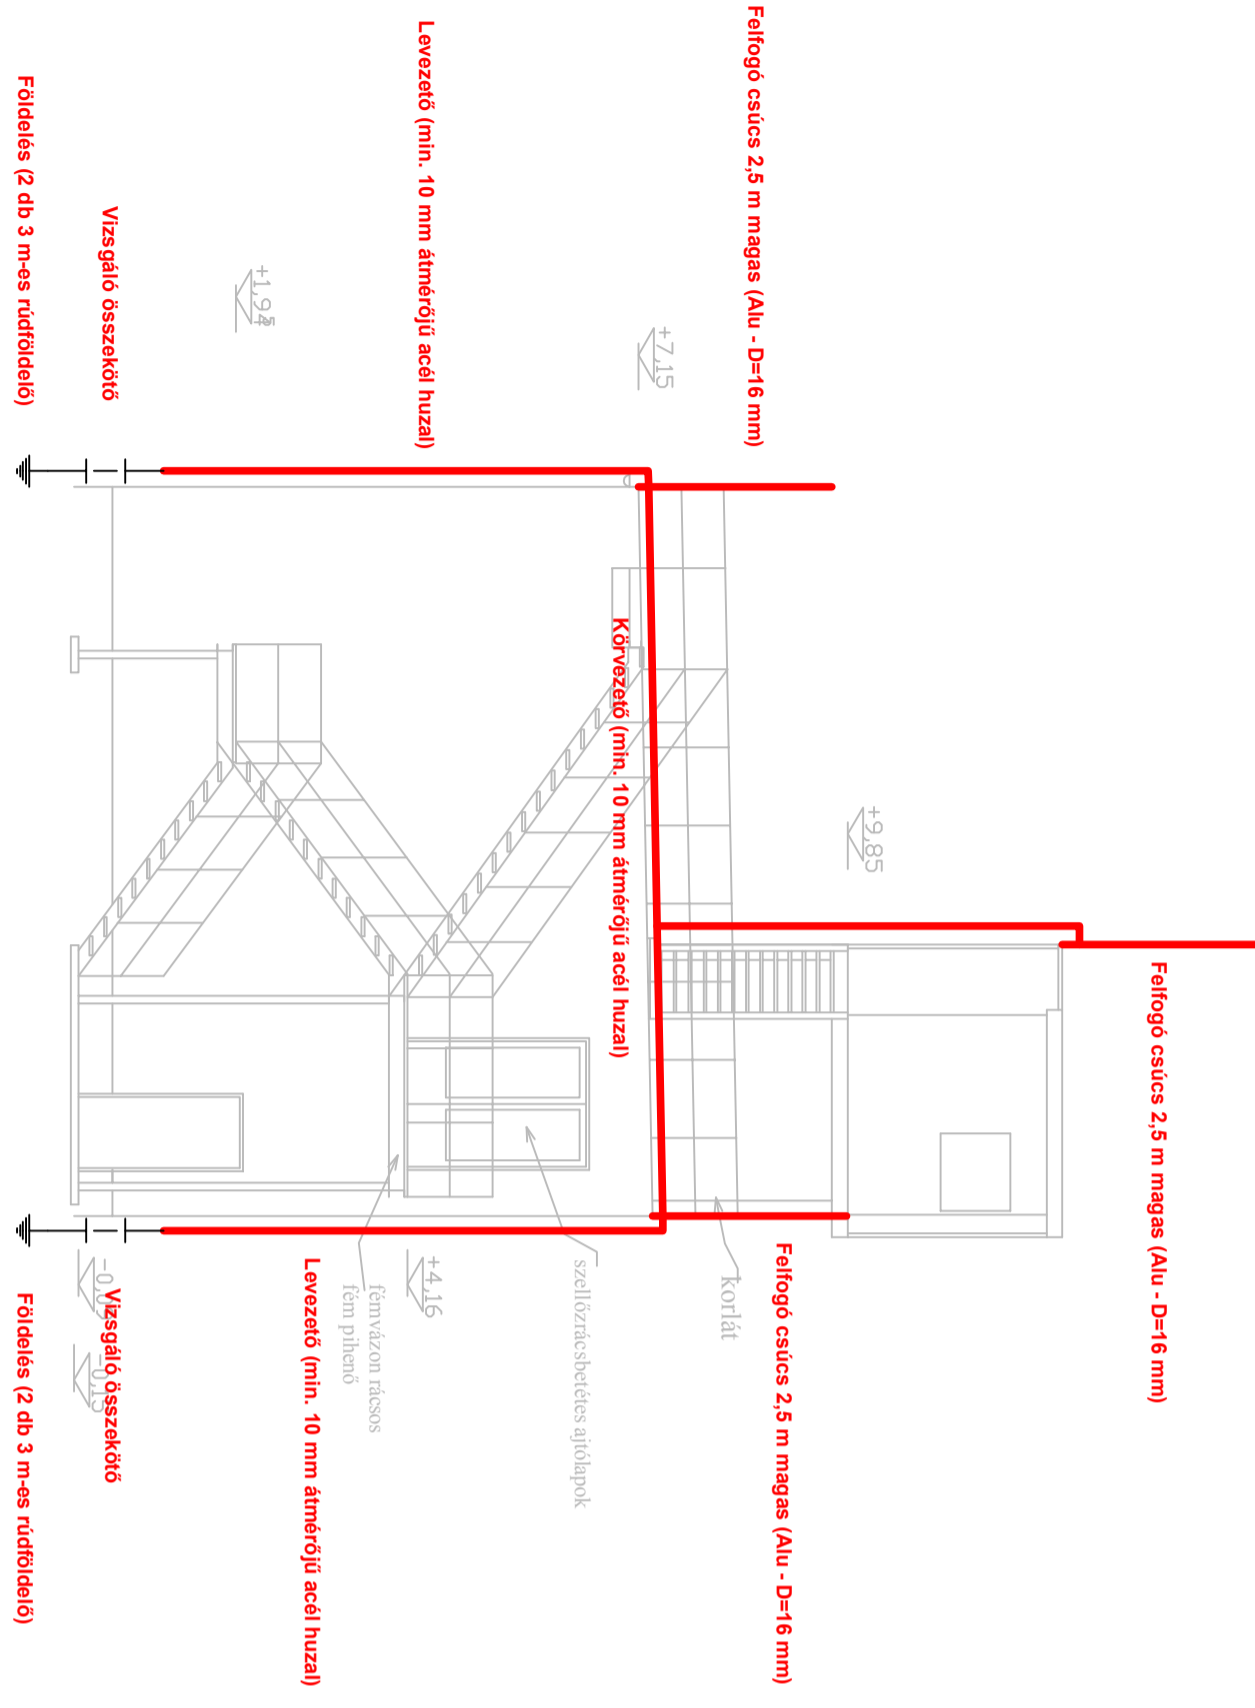 Felfogó csúcs 2,5 m magas (Alu - D=16 mm)
Levezető (min. 10 mm átmérőjű acél huzal)
Földelés (2 db 3 m-es rúdföldelő)
Vizsgáló összekötő
+7,15
Körvezető (min. 10 mm átmérőjű acél huzal)
+9,85
Felfogó csúcs 2,5 m magas (Alu - D=16 mm)
Felfogó csúcs 2,5 m magas (Alu - D=16 mm)
korlát
szellőzrácsbetétes ajtólapok
+4,16
fémvázon rácsos
fém pihenő
Levezető (min. 10 mm átmérőjű acél huzal)
-0,15
Vizsgáló összekötő
Földelés (2 db 3 m-es rúdföldelő)